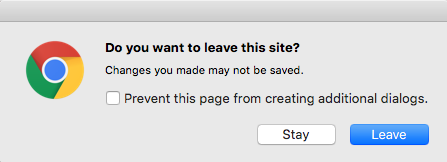 Do you want to leave this site?
Changes you made may not be saved.
Prevent this page from creating additional dialogs.
Stay
Leave